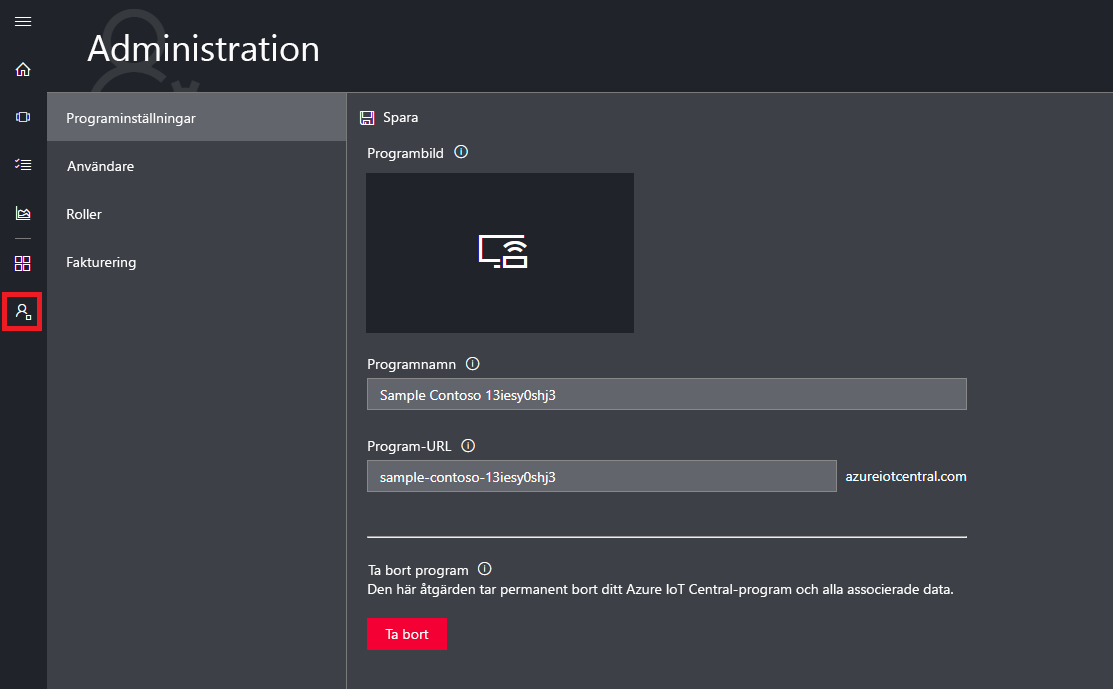 Administration
Programinställningar
Användare
Roller
Fakturering
Spara
Programbild
Programnamn
Sample Contoso 13iesy0shj3
Program-URL
sample-contoso-13iesy0shj3 azureiotcentral.com
Ta bort program
Den här åtgärden tar permanent bort ditt Azure IoT Central-program och alla associerade data.
Ta bort